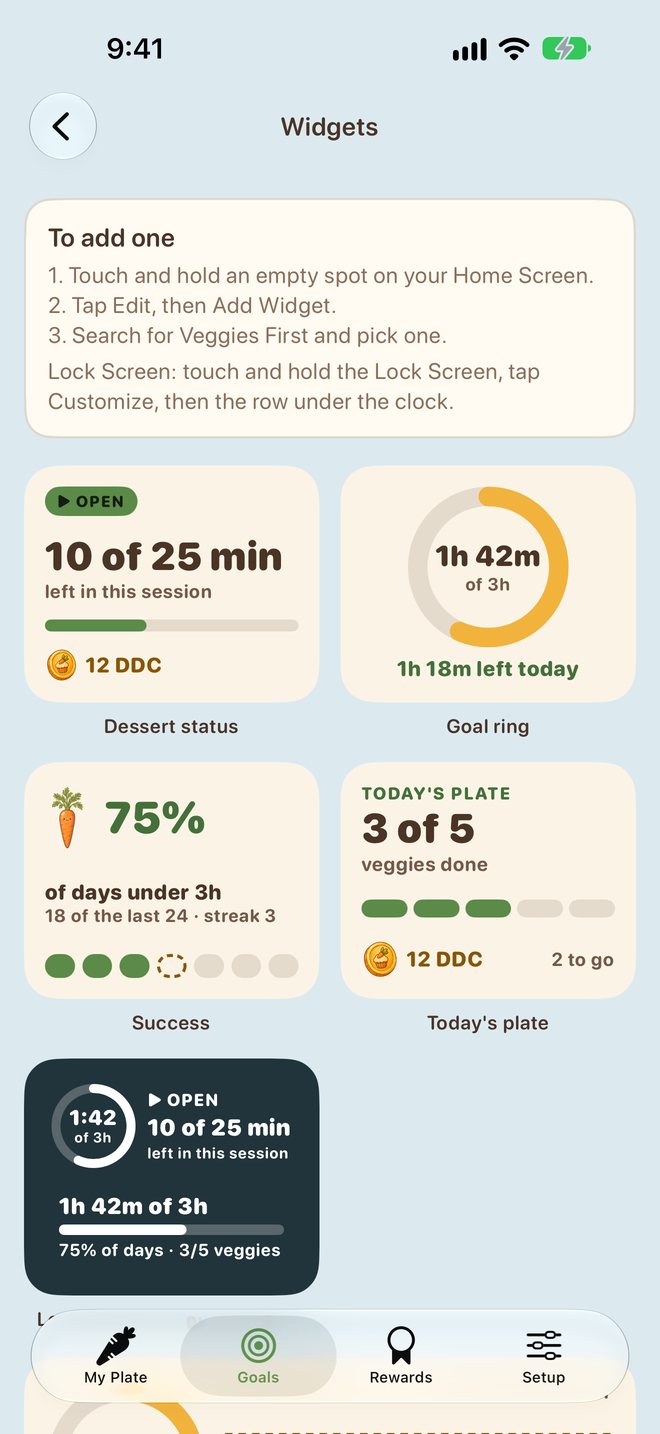 9:41
Widgets
To add one
1. Touch and hold an empty spot on your Home Screen.
2. Tap Edit, then Add Widget.
3. Search for Veggies First and pick one.
Lock Screen: touch and hold the Lock Screen, tap
Customize, then the row under the clock.
OPEN
10 of 25 min
left in this session
12 DDC
Dessert status
1h 42m
of 3h
1h 18m left today
Goal ring
75%
of days under 3h
18 of the last 24 · streak 3
Success
TODAY'S PLATE
3 of 5
veggies done
12 DDC
2 to go
Today's plate
1:42
of 3h
OPEN
10 of 25 min
left in this session
1h 42m of 3h
75% of days · 3/5 veggies
My Plate
Goals
Rewards
Setup